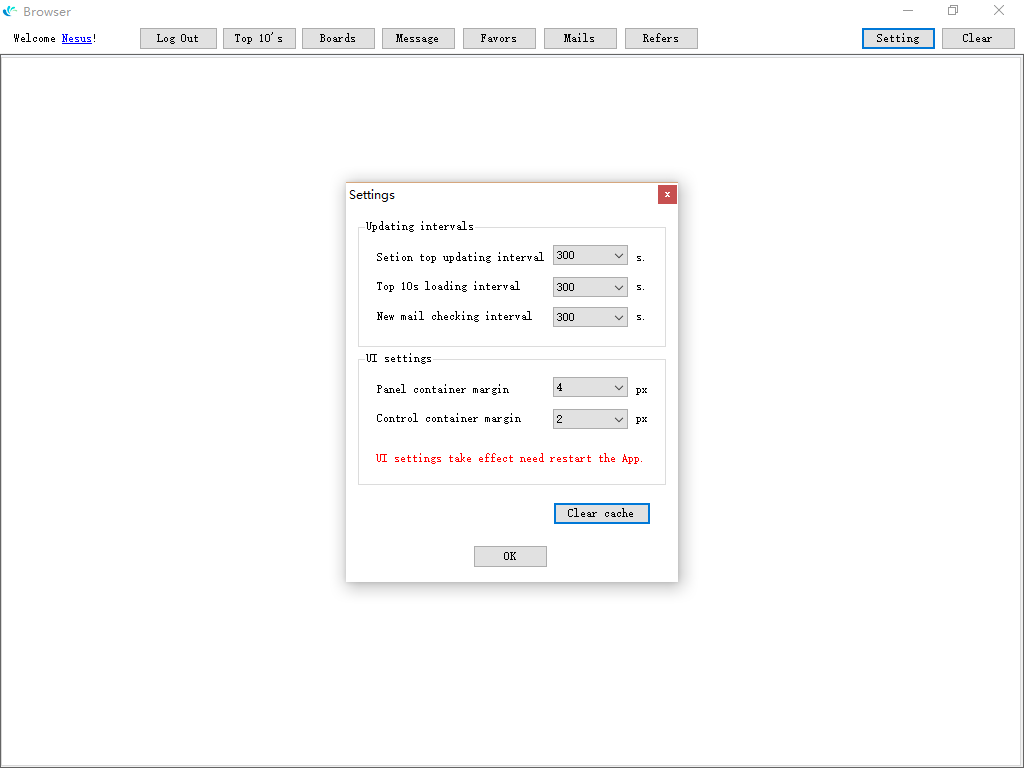 Browser
Welcome Nesus! Log Out Top 10's Boards Message Favors Mails Refers Setting Clear
Settings x
Updating intervals
Setion top updating interval 300 s.
Top 10s loading interval 300 s.
New mail checking interval 300 s.
UI settings
Panel container margin 4 px
Control container margin 2 px
UI settings take effect need restart the App.
Clear cache
OK